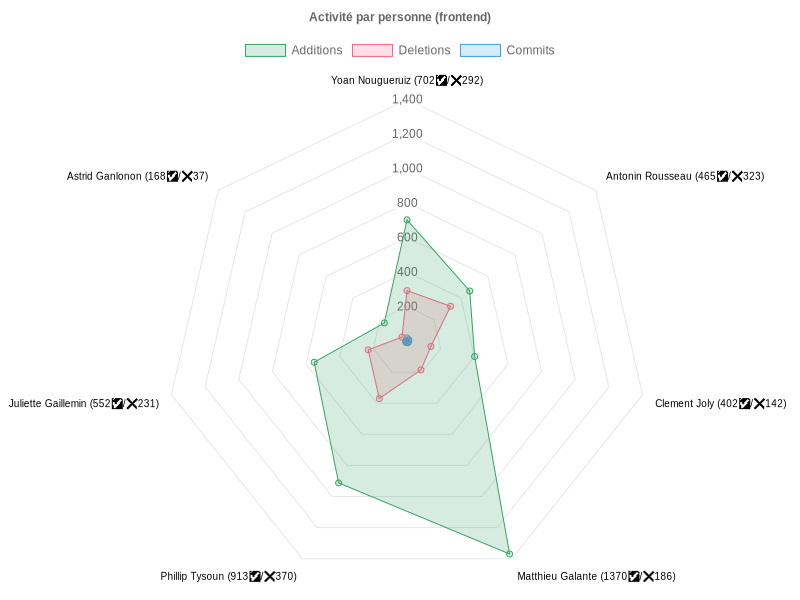 Activité par personne (frontend)
Additions Deletions Commits
Yoan Nougueruiz (702✅/❌292)
1,400
1,200
1,000
800
600
400
200
Astrid Ganlonon (168✅/❌37)
Antonin Rousseau (465✅/❌323)
Juliette Gaillemin (552✅/❌231)
Clement Joly (402✅/❌142)
Phillip Tysoun (913✅/❌370)
Matthieu Galante (1370✅/❌186)